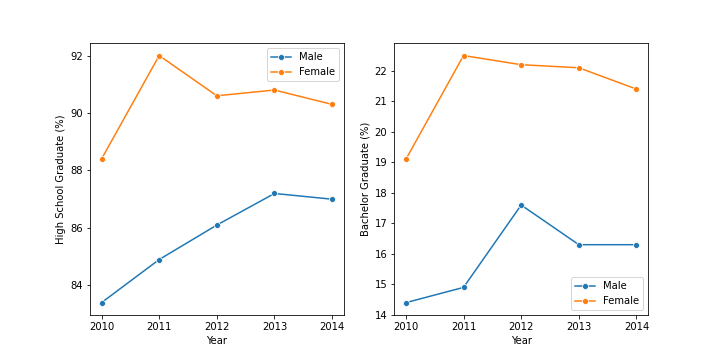 High School Graduate (%)
92
90
88
86
84
Male
Female
2010 2011 2012 2013 2014
Year
Bachelor Graduate (%)
22
21
20
19
18
17
16
15
14
Male
Female
2010 2011 2012 2013 2014
Year